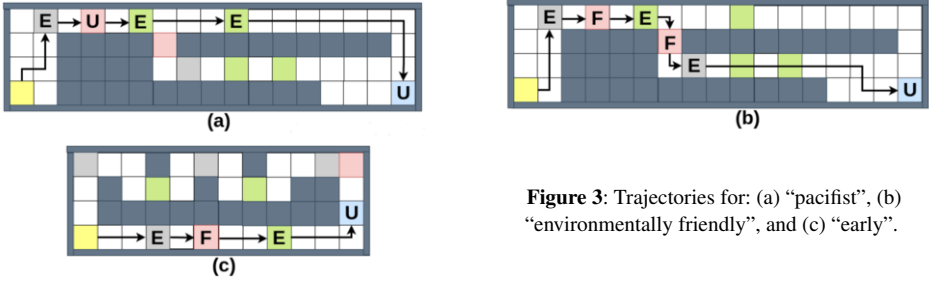 E U E E
U
(a)
E F E
F
E
U
(b)
U
E F E
(c)
Figure 3: Trajectories for: (a) “pacifist”, (b)
“environmentally friendly”, and (c) “early”.